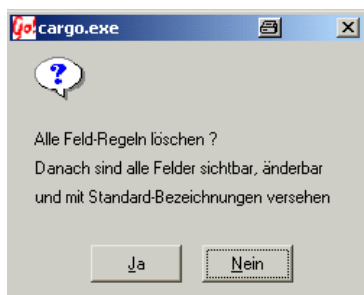 Go! cargo.exe
?
Alle Feld-Regeln löschen ?
Danach sind alle Felder sichtbar, änderbar
und mit Standard-Bezeichnungen versehen
Ja Nein